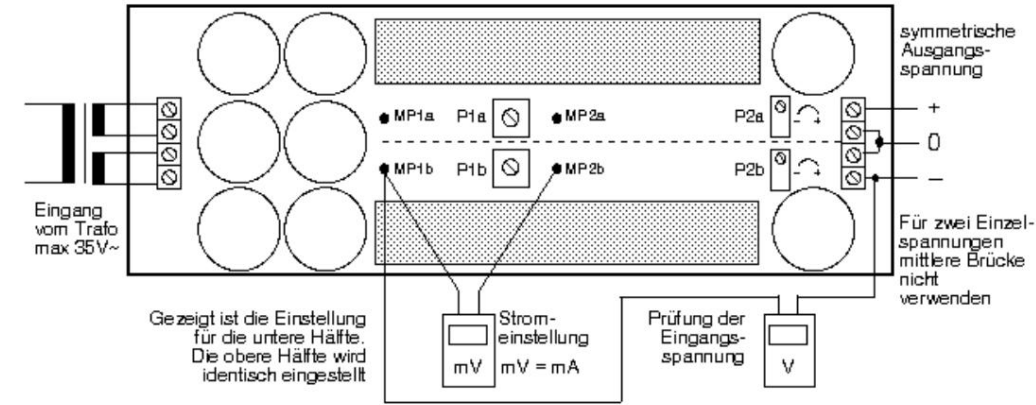 symmetrische
Ausgangs-
spannung
MP1a P1a MP2a P2a +
0
MP1b P1b MP2b P2b –
Eingang
vom Trafo
max 35V~
Für zwei Einzel-
spannungen
mittlere Brücke
nicht
verwenden
Gezeigt ist die Einstellung
für die untere Hälfte.
Die obere Hälfte wird
identisch eingestellt
Strom-
einstellung
mV mV = mA
Prüfung der
Eingangs-
spannung
V